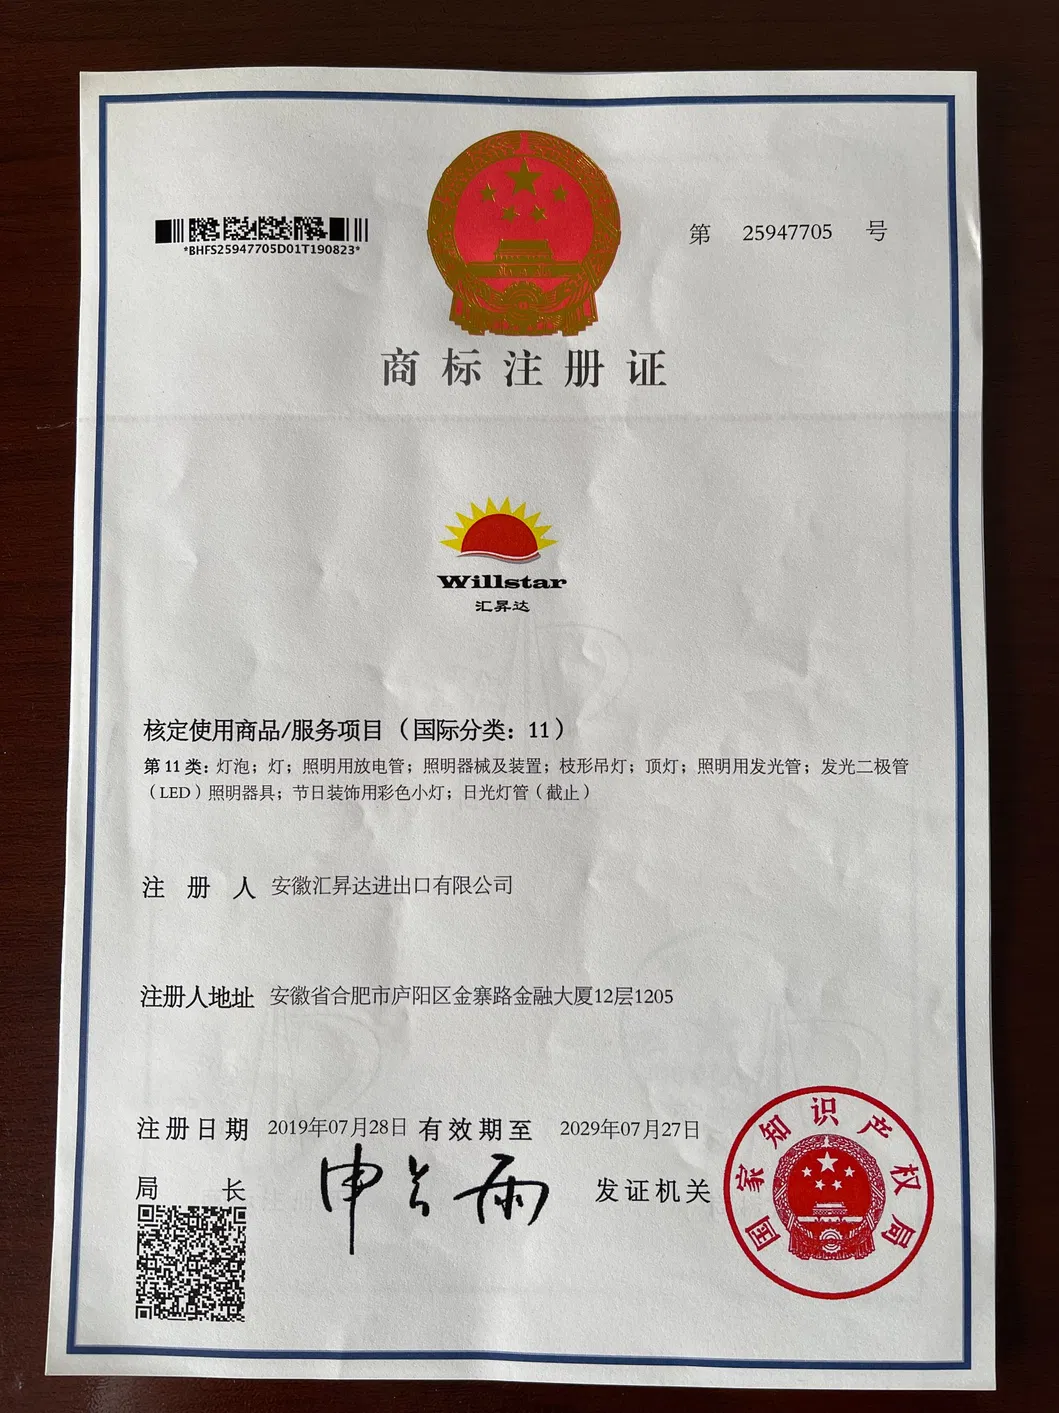 *BHFS25947705D01T190823*
第 25947705 号
商标注册证
Willstar
汇昇达
核定使用商品/服务项目（国际分类：11）
第11类：灯泡；灯；照明用放电管；照明器械及装置；枝形吊灯；顶灯；照明用发光管；发光二极管
（LED）照明器具；节日装饰用彩色小灯；日光灯管（截止）
注册人 安徽汇昇达进出口有限公司
注册人地址 安徽省合肥市庐阳区金寨路金融大厦12层1205
注册日期 2019年07月28日 有效期至 2029年07月27日
局长 申长雨 发证机关
国家知识产权局